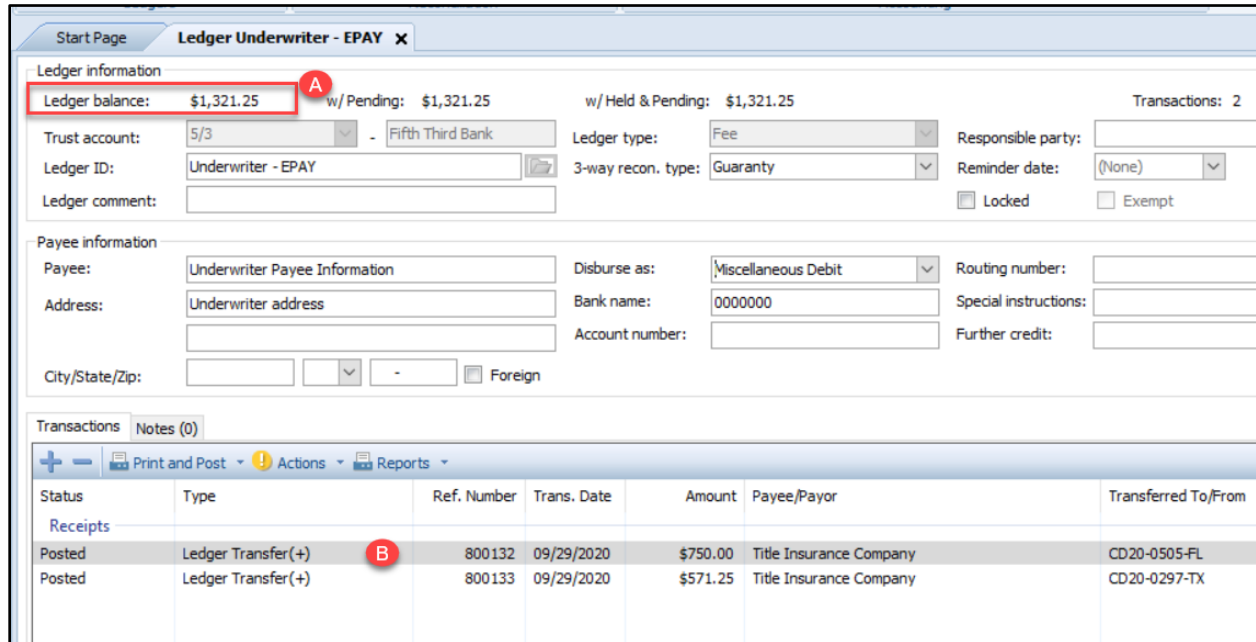 Start Page Ledger Underwriter - EPAY X
Ledger information
A
Ledger balance: $1,321.25 w/ Pending: $1,321.25 w/ Held & Pending: $1,321.25 Transactions: 2
Trust account: 5/3 - Fifth Third Bank Ledger type: Fee Responsible party:
Ledger ID: Underwriter - EPAY 3-way recon. type: Guaranty Reminder date: (None)
Ledger comment: Locked Exempt
Payee information
Payee: Underwriter Payee Information Disburse as: Miscellaneous Debit Routing number:
Address: Underwriter address Bank name: 0000000 Special instructions:
Account number: Further credit:
City/State/Zip: - Foreign
Transactions Notes (0)
Print and Post Actions Reports
Status Type Ref. Number Trans. Date Amount Payee/Payor Transferred To/From
Receipts
Posted Ledger Transfer(+) B 800132 09/29/2020 $750.00 Title Insurance Company CD20-0505-FL
Posted Ledger Transfer(+) 800133 09/29/2020 $571.25 Title Insurance Company CD20-0297-TX